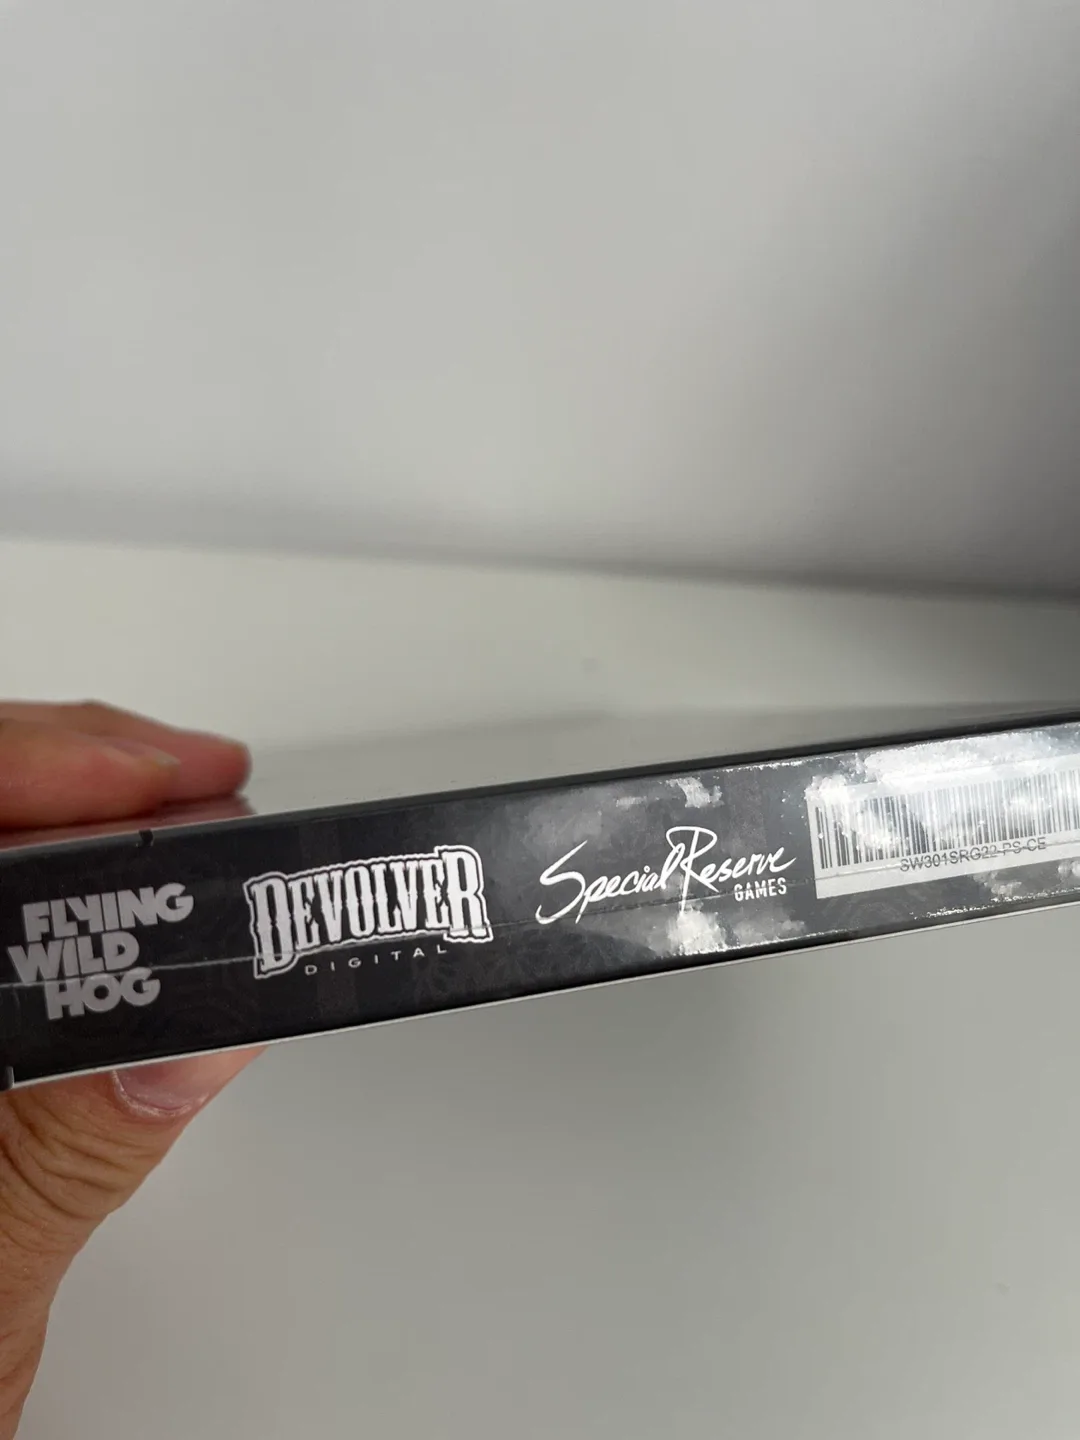 FLYING
WILD
HOG
DEVOLVER
DIGITAL
Special Reserve
GAMES
SW301SRG22-PS-CE